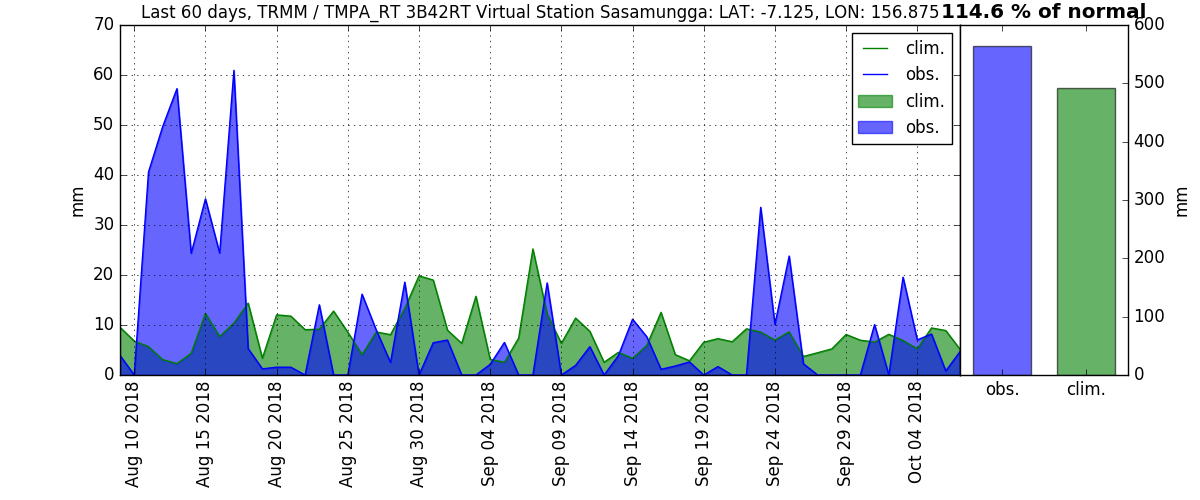 Last 60 days, TRMM / TMPA_RT 3B42RT Virtual Station Sasamungga: LAT: -7.125, LON: 156.875
114.6 % of normal
70
60
50
40
30
20
10
0
mm
clim.
obs.
clim.
obs.
Aug 10 2018
Aug 15 2018
Aug 20 2018
Aug 25 2018
Aug 30 2018
Sep 04 2018
Sep 09 2018
Sep 14 2018
Sep 19 2018
Sep 24 2018
Sep 29 2018
Oct 04 2018
600
500
400
300
200
100
0
mm
obs.
clim.